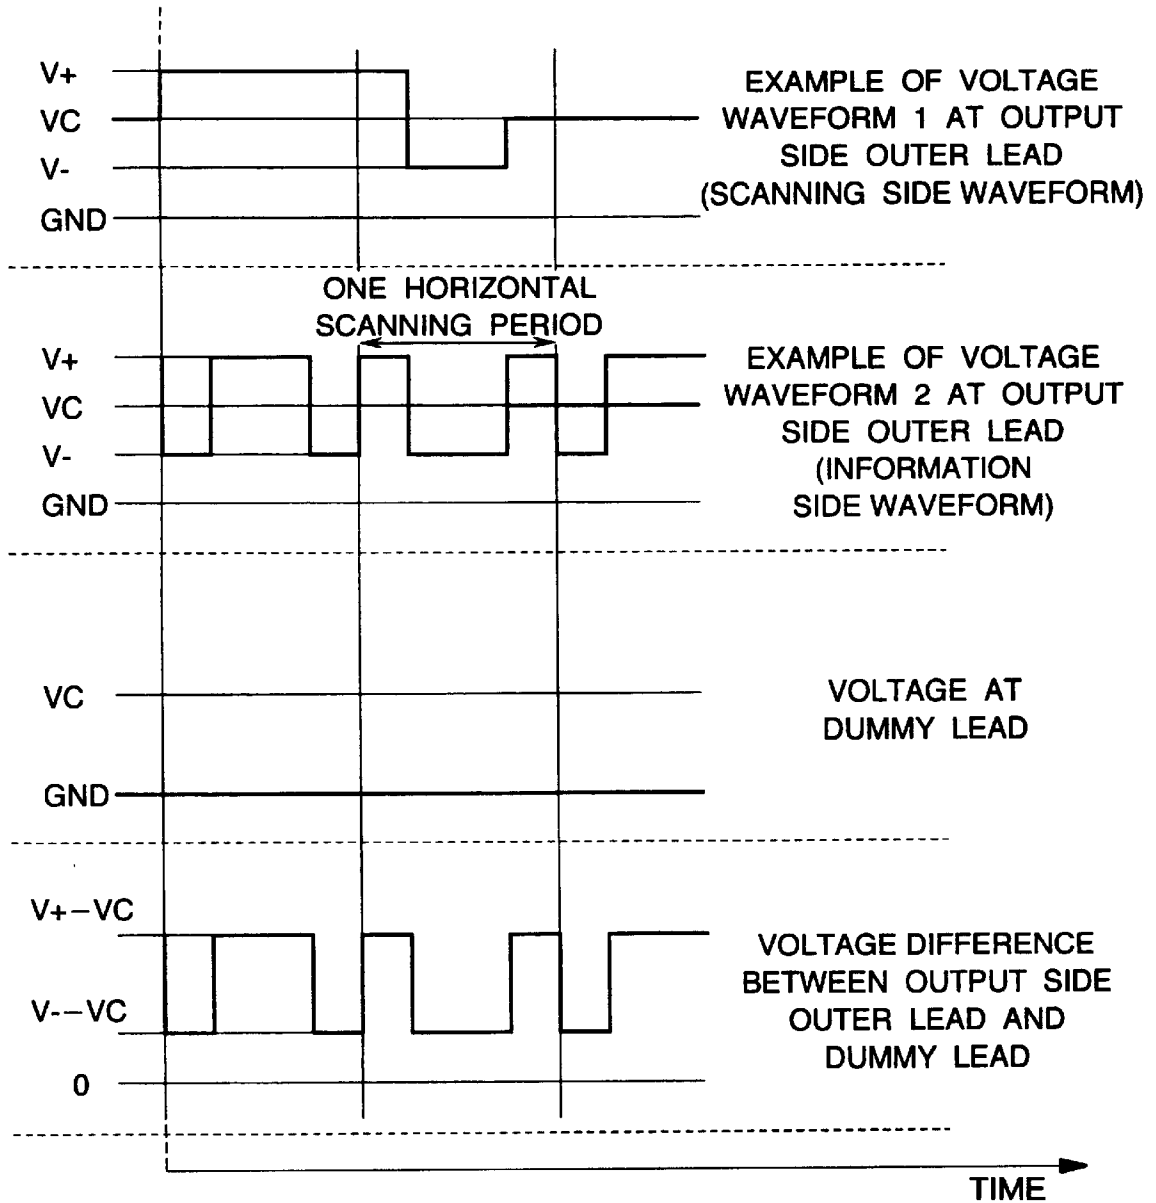 V+
VC
V-
GND
EXAMPLE OF VOLTAGE
WAVEFORM 1 AT OUTPUT
SIDE OUTER LEAD
(SCANNING SIDE WAVEFORM)
ONE HORIZONTAL
SCANNING PERIOD
V+
VC
V-
GND
EXAMPLE OF VOLTAGE
WAVEFORM 2 AT OUTPUT
SIDE OUTER LEAD
(INFORMATION
SIDE WAVEFORM)
VC
GND
VOLTAGE AT
DUMMY LEAD
V+−VC
V-−VC
0
VOLTAGE DIFFERENCE
BETWEEN OUTPUT SIDE
OUTER LEAD AND
DUMMY LEAD
TIME